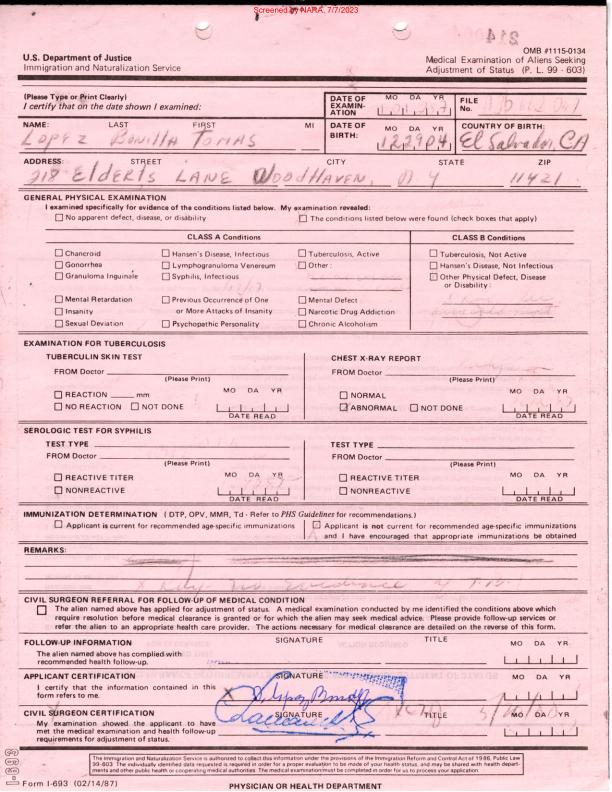 Screened by NARA, 7/7/2023
214
OMB #1115-0134
U.S. Department of Justice
Immigration and Naturalization Service
Medical Examination of Aliens Seeking
Adjustment of Status (P. L. 99 - 603)
(Please Type or Print Clearly)
I certify that on the date shown I examined:
DATE OF EXAMIN- ATION MO DA YR
FILE No.
NAME: LAST FIRST MI
LOPEZ Bonilla TOMAS
DATE OF BIRTH: MO DA YR
122904
COUNTRY OF BIRTH:
El Salvador, CA
ADDRESS: STREET CITY STATE ZIP
218 Elderts LANE WoodHaven, N Y 11421
GENERAL PHYSICAL EXAMINATION
I examined specifically for evidence of the conditions listed below. My examination revealed:
No apparent defect, disease, or disability
The conditions listed below were found (check boxes that apply)
CLASS A Conditions CLASS B Conditions
Chancroid Hansen's Disease, Infectious Tuberculosis, Active Tuberculosis, Not Active
Gonorrhea Lymphogranuloma Venereum Other: Hansen's Disease, Not Infectious
Granuloma Inguinale Syphilis, Infectious Other Physical Defect, Disease
or Disability:
Mental Retardation Previous Occurrence of One Mental Defect
Insanity or More Attacks of Insanity Narcotic Drug Addiction
Sexual Deviation Psychopathic Personality Chronic Alcoholism
EXAMINATION FOR TUBERCULOSIS
TUBERCULIN SKIN TEST
FROM Doctor
(Please Print)
REACTION mm
NO REACTION NOT DONE
MO DA YR
DATE READ
CHEST X-RAY REPORT
FROM Doctor
(Please Print)
NORMAL
ABNORMAL NOT DONE
MO DA YR
DATE READ
SEROLOGIC TEST FOR SYPHILIS
TEST TYPE
FROM Doctor
(Please Print)
REACTIVE TITER
NONREACTIVE
MO DA YR
DATE READ
TEST TYPE
FROM Doctor
(Please Print)
REACTIVE TITER
NONREACTIVE
MO DA YR
DATE READ
IMMUNIZATION DETERMINATION (DTP, OPV, MMR, Td - Refer to PHS Guidelines for recommendations.)
Applicant is current for recommended age-specific immunizations
Applicant is not current for recommended age-specific immunizations
and I have encouraged that appropriate immunizations be obtained
REMARKS:
evidence of T.B.
CIVIL SURGEON REFERRAL FOR FOLLOW-UP OF MEDICAL CONDITION
The alien named above has applied for adjustment of status. A medical examination conducted by me identified the conditions above which
require resolution before medical clearance is granted or for which the alien may seek medical advice. Please provide follow-up services or
refer the alien to an appropriate health care provider. The actions necessary for medical clearance are detailed on the reverse of this form.
FOLLOW-UP INFORMATION SIGNATURE TITLE MO DA YR
The alien named above has complied with
recommended health follow-up.
APPLICANT CERTIFICATION SIGNATURE MO DA YR
I certify that the information contained in this
form refers to me.
CIVIL SURGEON CERTIFICATION SIGNATURE TITLE MO DA YR
My examination showed the applicant to have
met the medical examination and health follow-up
requirements for adjustment of status.
The Immigration and Naturalization Service is authorized to collect this information under the provisions of the Immigration Reform and Control Act of 1986, Public Law
99-603. The individually identified data requested is required in order for a proper evaluation to be made of your health status, and may be shared with health depart-
ments and other public health or cooperating medical authorities. The medical examination must be completed in order for us to process your application.
Form I-693 (02/14/87)
PHYSICIAN OR HEALTH DEPARTMENT